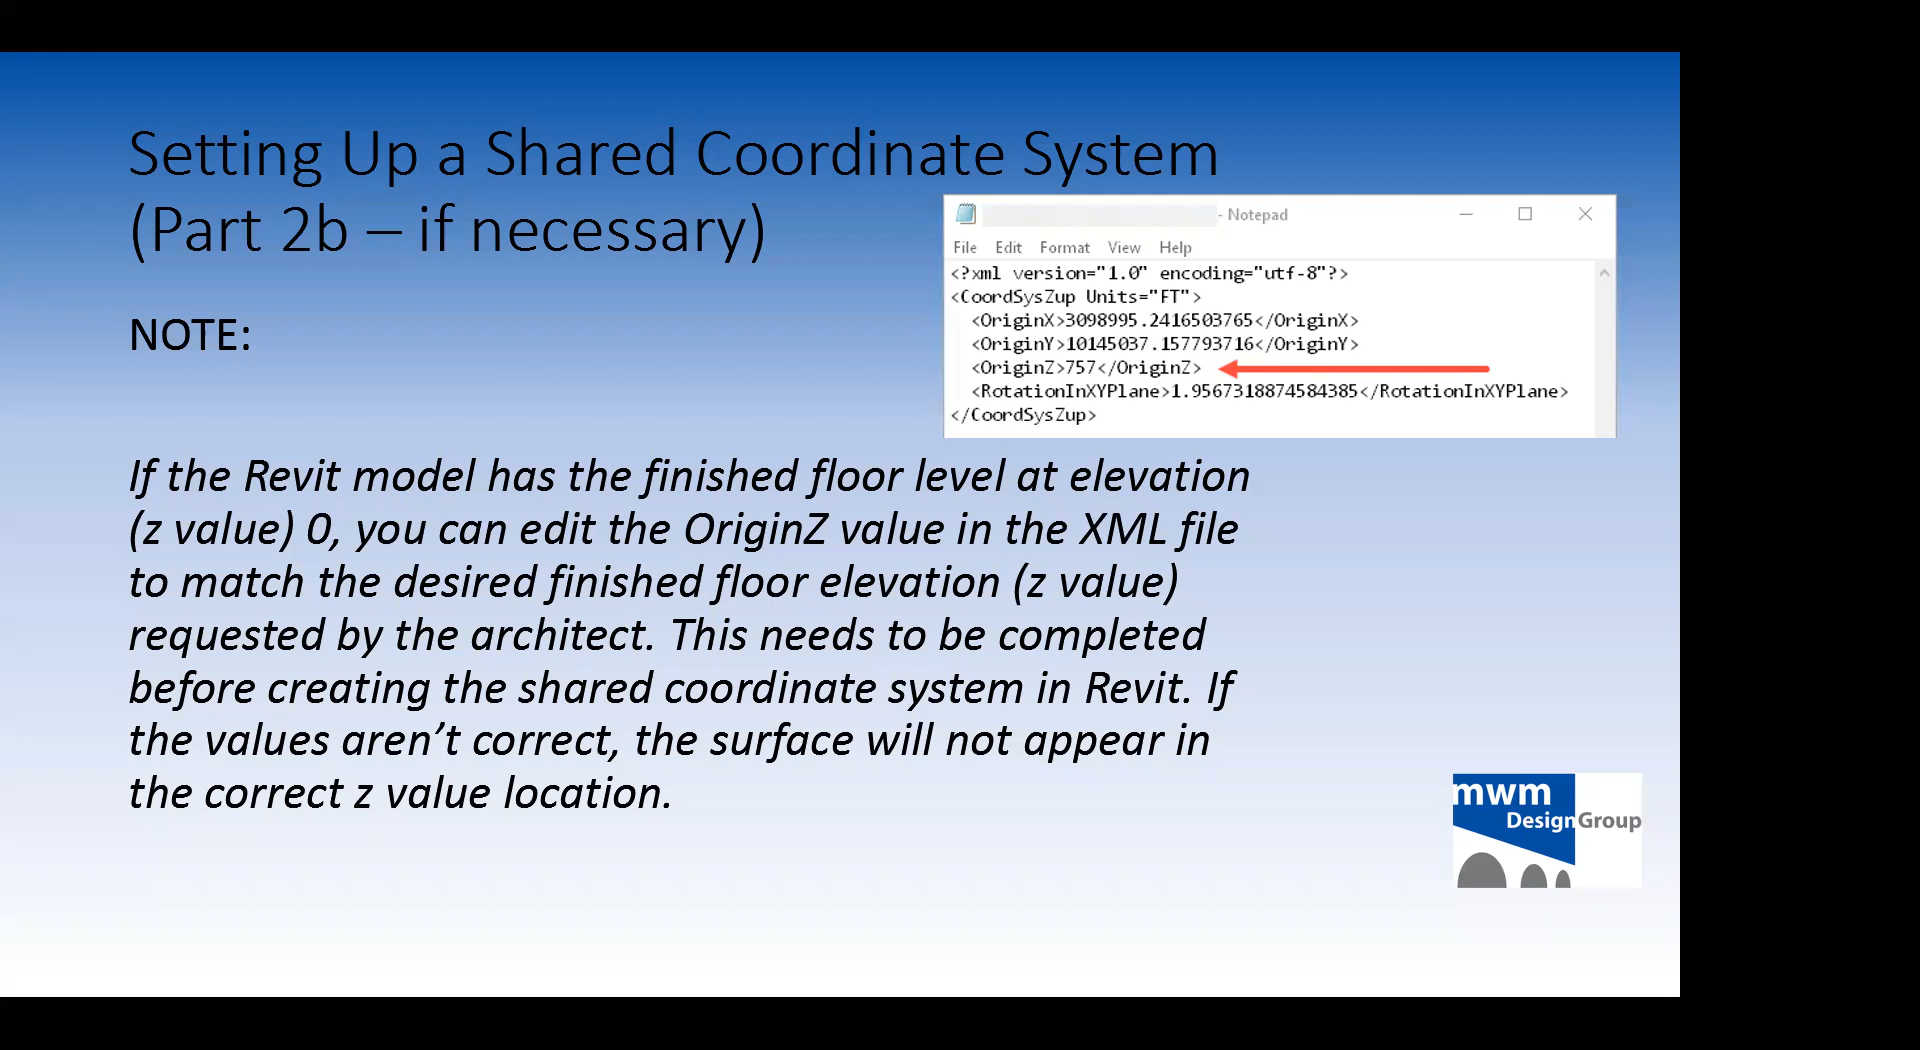 Setting Up a Shared Coordinate System
(Part 2b – if necessary)
- Notepad
File Edit Format View Help
<?xml version="1.0" encoding="utf-8"?>
<CoordSysZup Units="FT">
<OriginX>3098995.2416503765</OriginX>
<OriginY>10145037.157793716</OriginY>
<OriginZ>757</OriginZ>
<RotationInXYPlane>1.9567318874584385</RotationInXYPlane>
</CoordSysZup>
NOTE:
If the Revit model has the finished floor level at elevation
(z value) 0, you can edit the OriginZ value in the XML file
to match the desired finished floor elevation (z value)
requested by the architect. This needs to be completed
before creating the shared coordinate system in Revit. If
the values aren’t correct, the surface will not appear in
the correct z value location.
mwm
DesignGroup